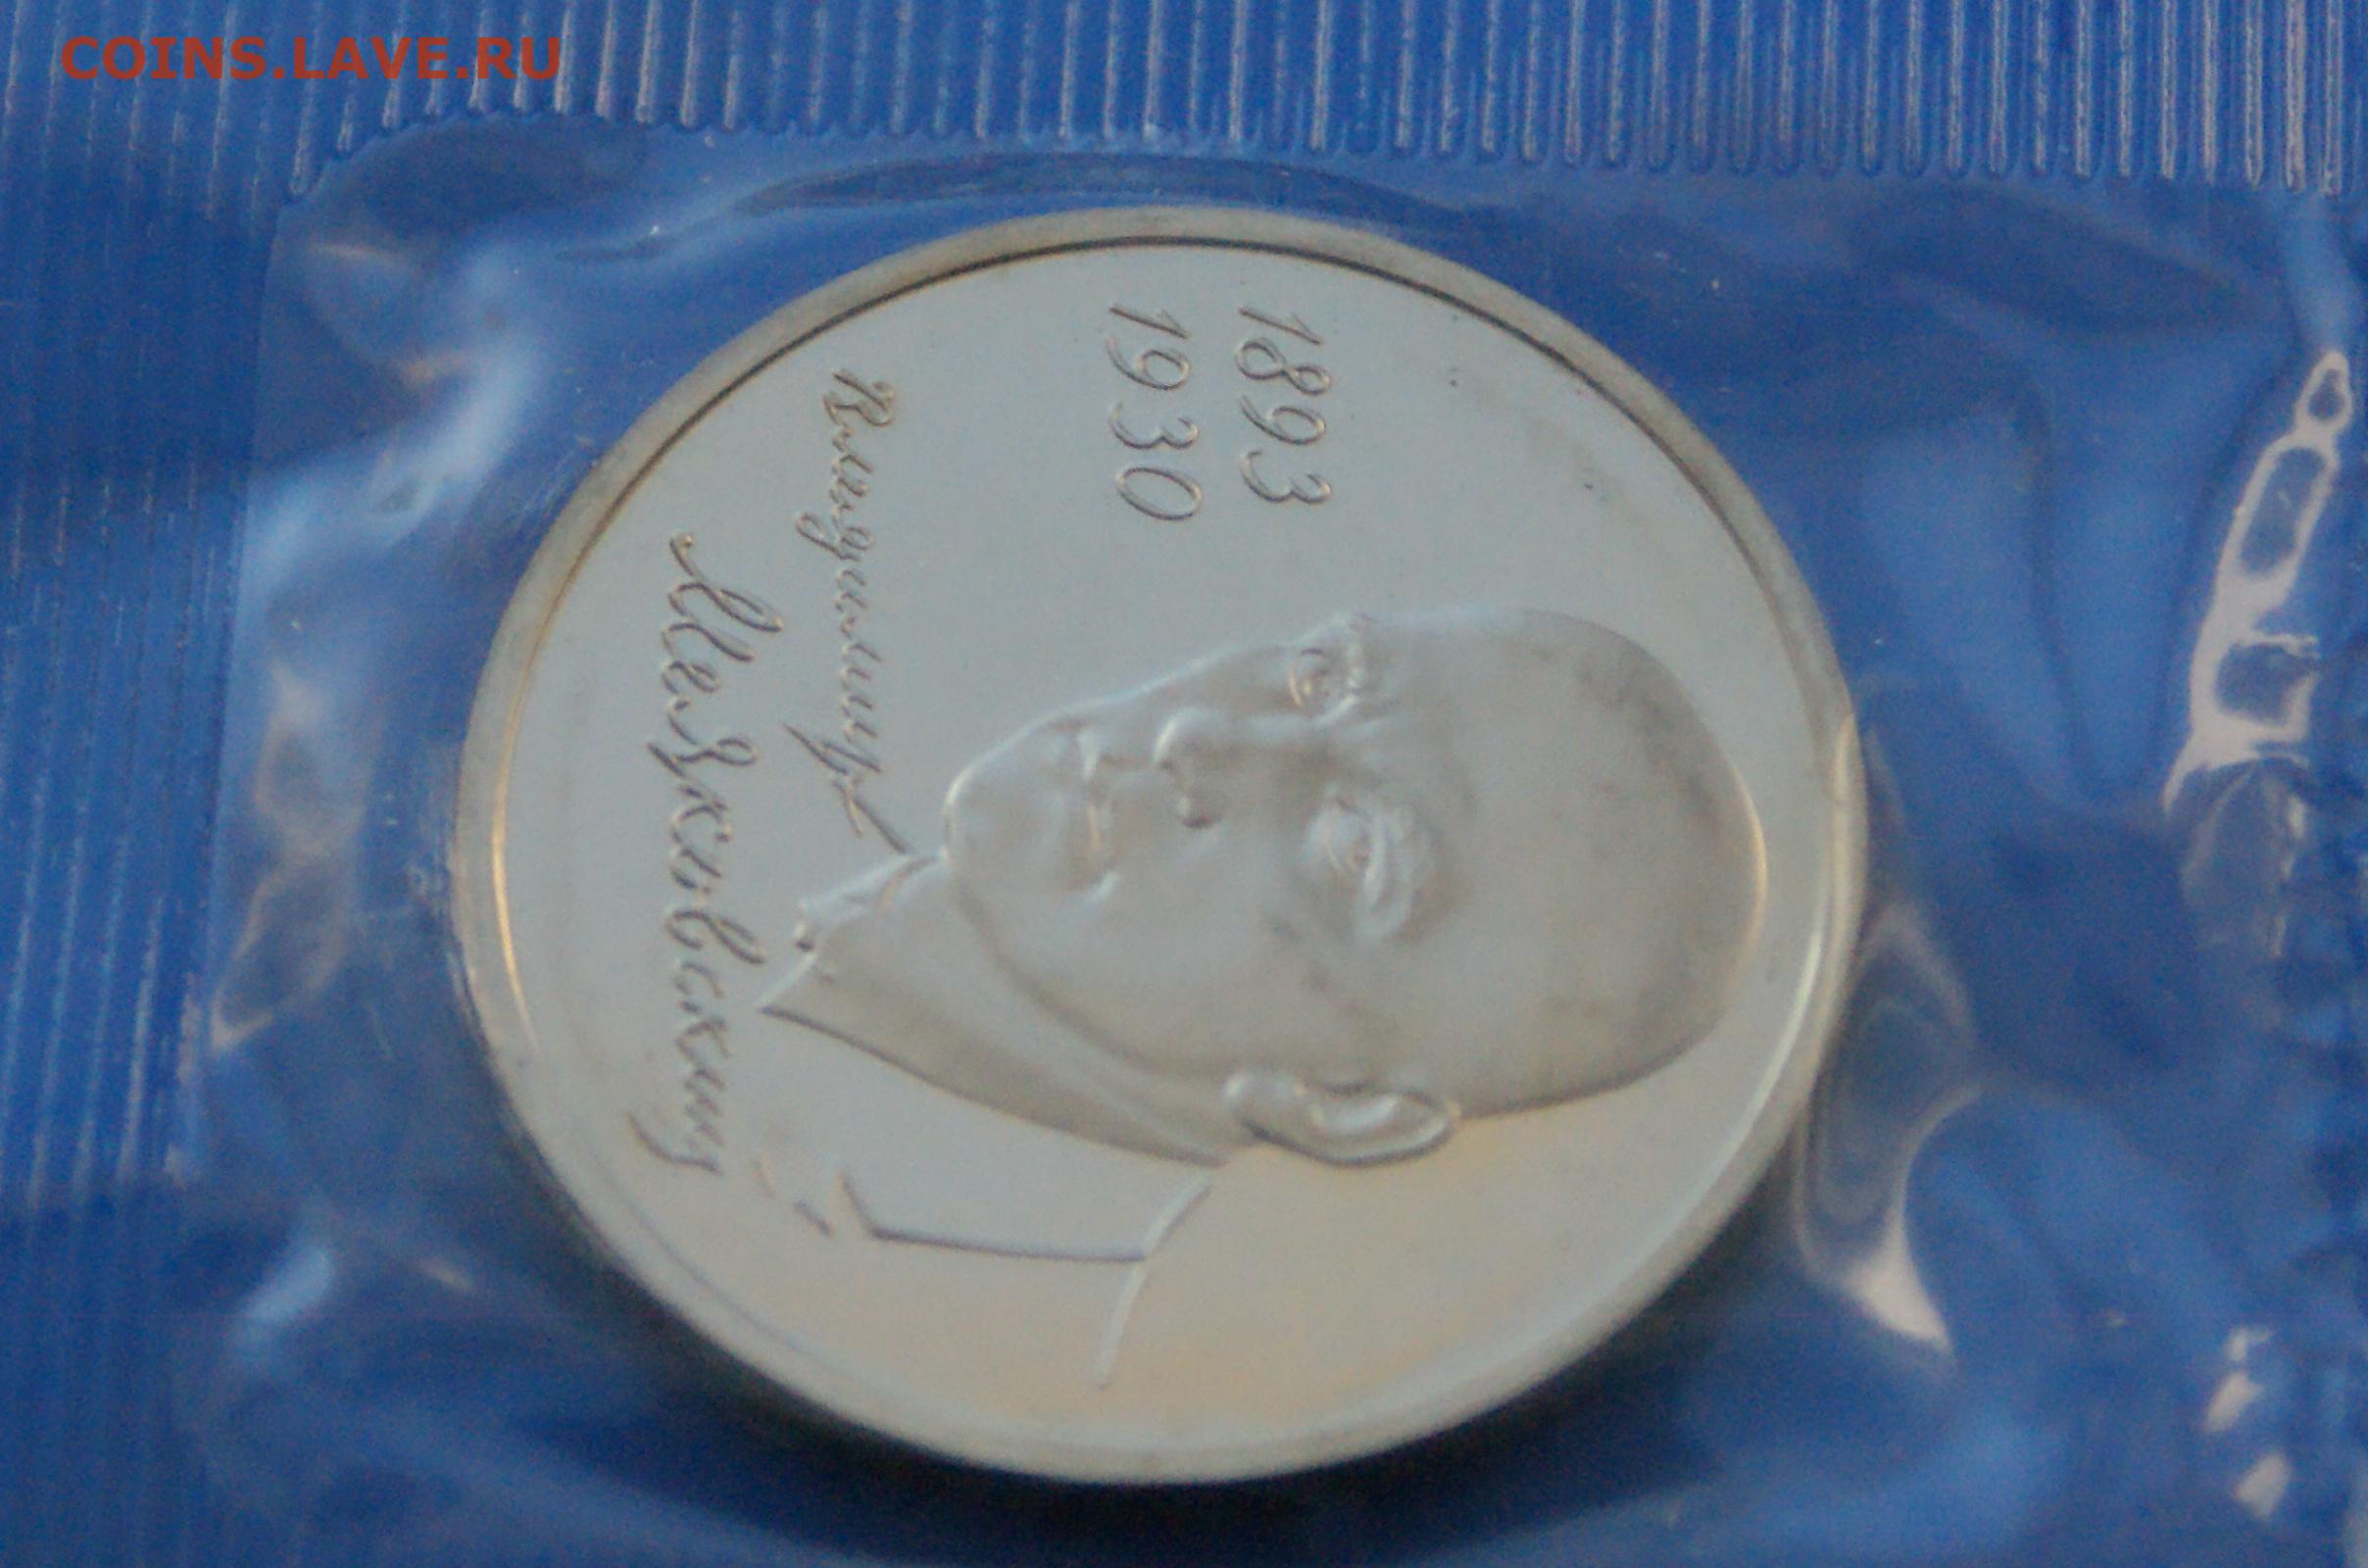 COINS.LAVE.RU
1893
1930
Владимир
Маяковский